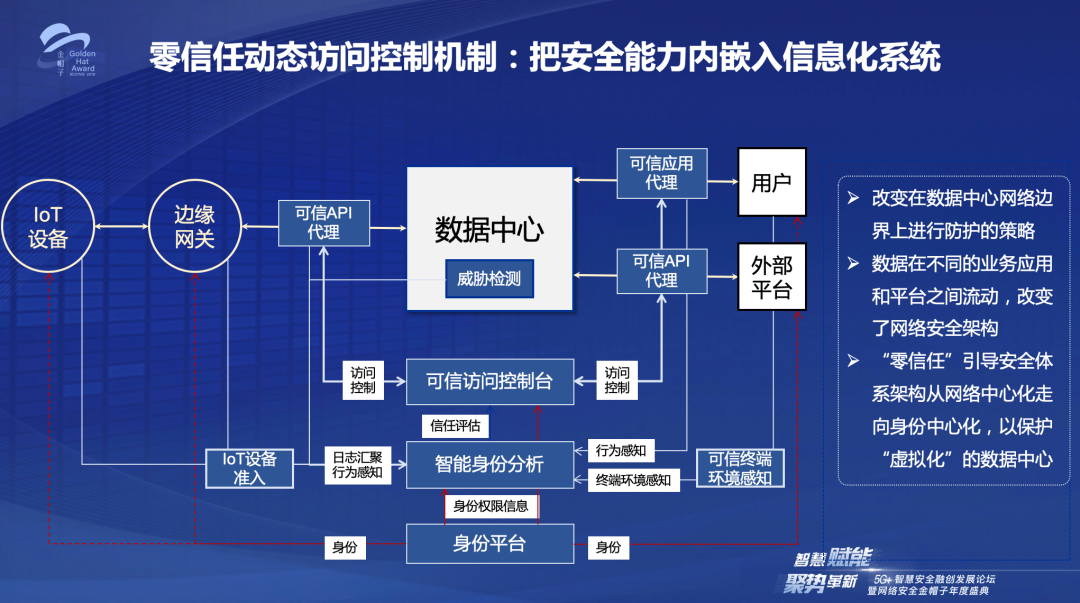 金帽子
Golden
Hat
Award
BEIJING 2019
零信任动态访问控制机制：把安全能力内嵌入信息化系统
IoT
设备
边缘
网关
可信API
代理
数据中心
威胁检测
可信应用
代理
可信API
代理
用户
外部
平台
访问
控制
可信访问控制台
访问
控制
信任评估
IoT设备
准入
日志汇聚
行为感知
智能身份分析
行为感知
终端环境感知
可信终端
环境感知
身份权限信息
身份
身份平台
身份
➢ 改变在数据中心网络边
界上进行防护的策略
➢ 数据在不同的业务应用
和平台之间流动，改变
了网络安全架构
➢ “零信任”引导安全体
系架构从网络中心化走
向身份中心化，以保护
“虚拟化”的数据中心
智慧赋能
聚势革新
5G+智慧安全融创发展论坛
暨网络安全金帽子年度盛典